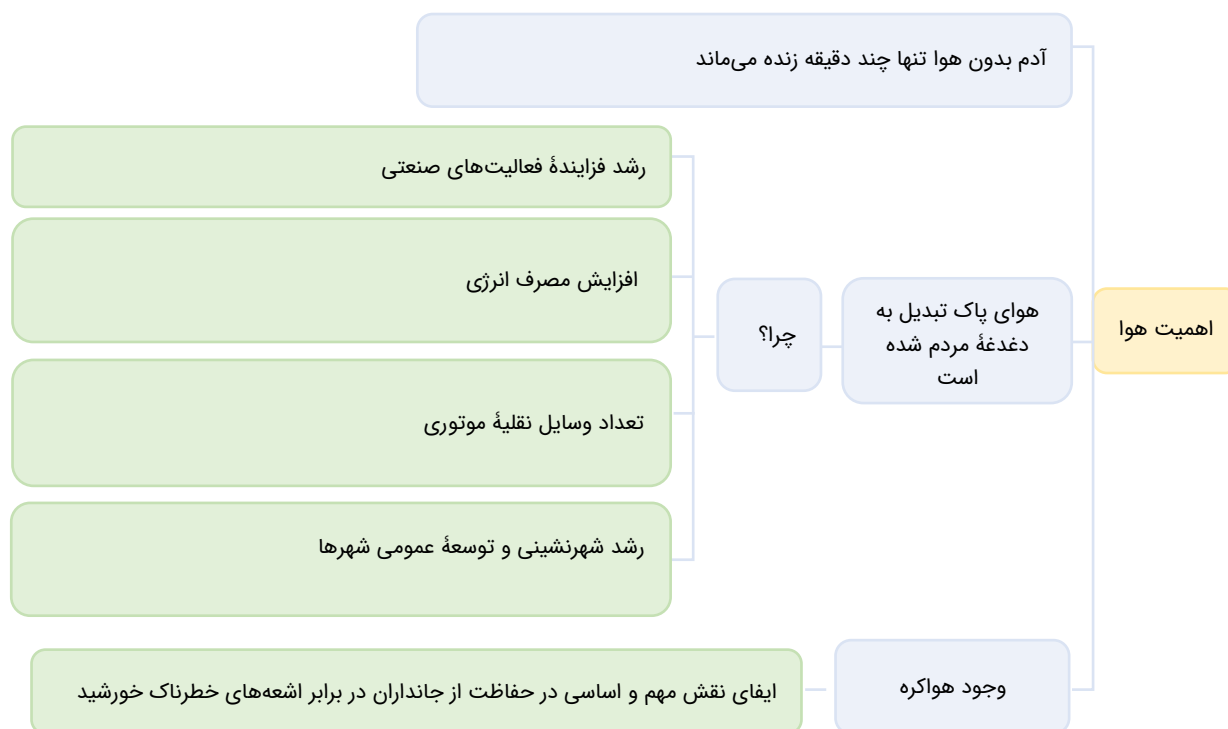 اهمیت هوا
آدم بدون هوا تنها چند دقیقه زنده می‌ماند
هوای پاک تبدیل به
دغدغهٔ مردم شده
است
چرا؟
رشد فزایندهٔ فعالیت‌های صنعتی
افزایش مصرف انرژی
تعداد وسایل نقلیهٔ موتوری
رشد شهرنشینی و توسعهٔ عمومی شهرها
وجود هواکره
ایفای نقش مهم و اساسی در حفاظت از جانداران در برابر اشعه‌های خطرناک خورشید